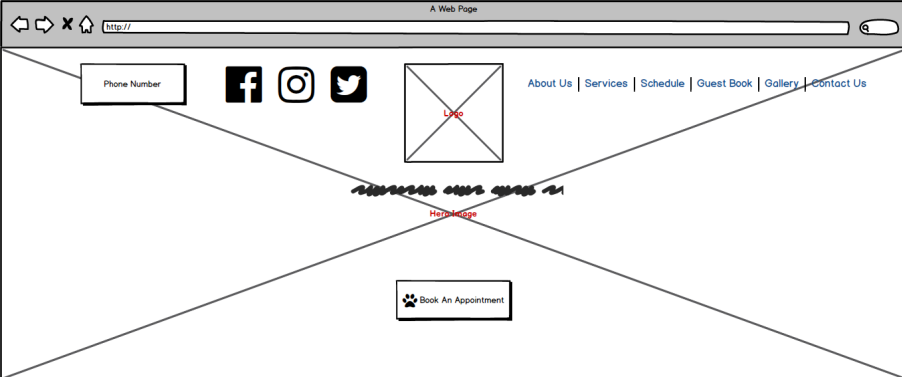 A Web Page
http://
Phone Number
About Us | Services | Schedule | Guest Book | Gallery | Contact Us
Logo
Hero Image
Book An Appointment